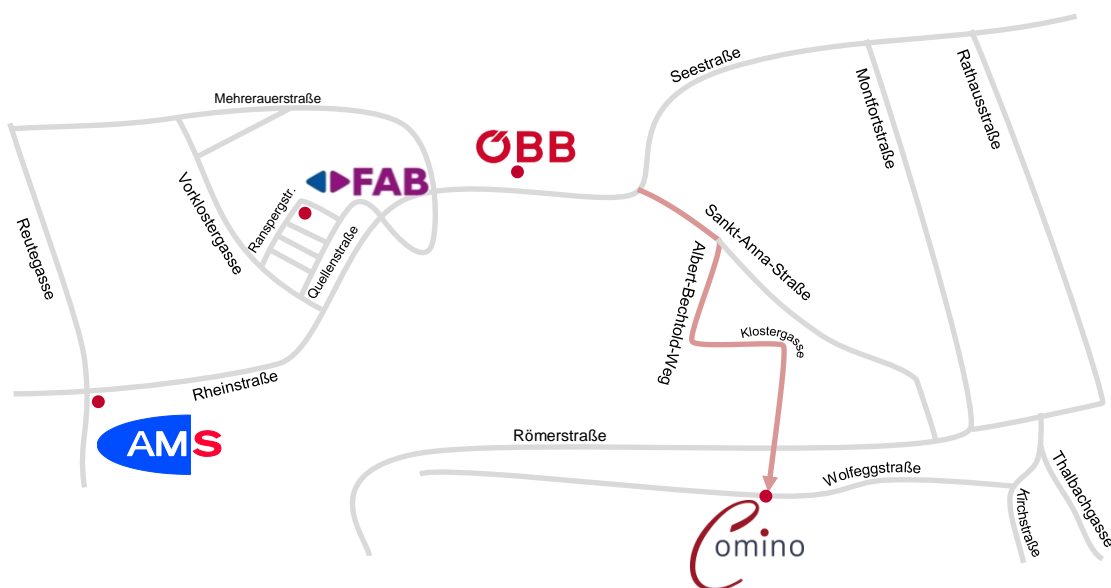 Seestraße
Montfortstraße
Rathausstraße
Mehrerauerstraße
ÖBB
FAB
Vorklostergasse
Ranspergstr.
Quellenstraße
Reutegasse
Sankt-Anna-Straße
Albert-Bechtold-Weg
Klostergasse
Rheinstraße
AMS
Römerstraße
Wolfeggstraße
Thalbachgasse
Kirchstraße
Comino